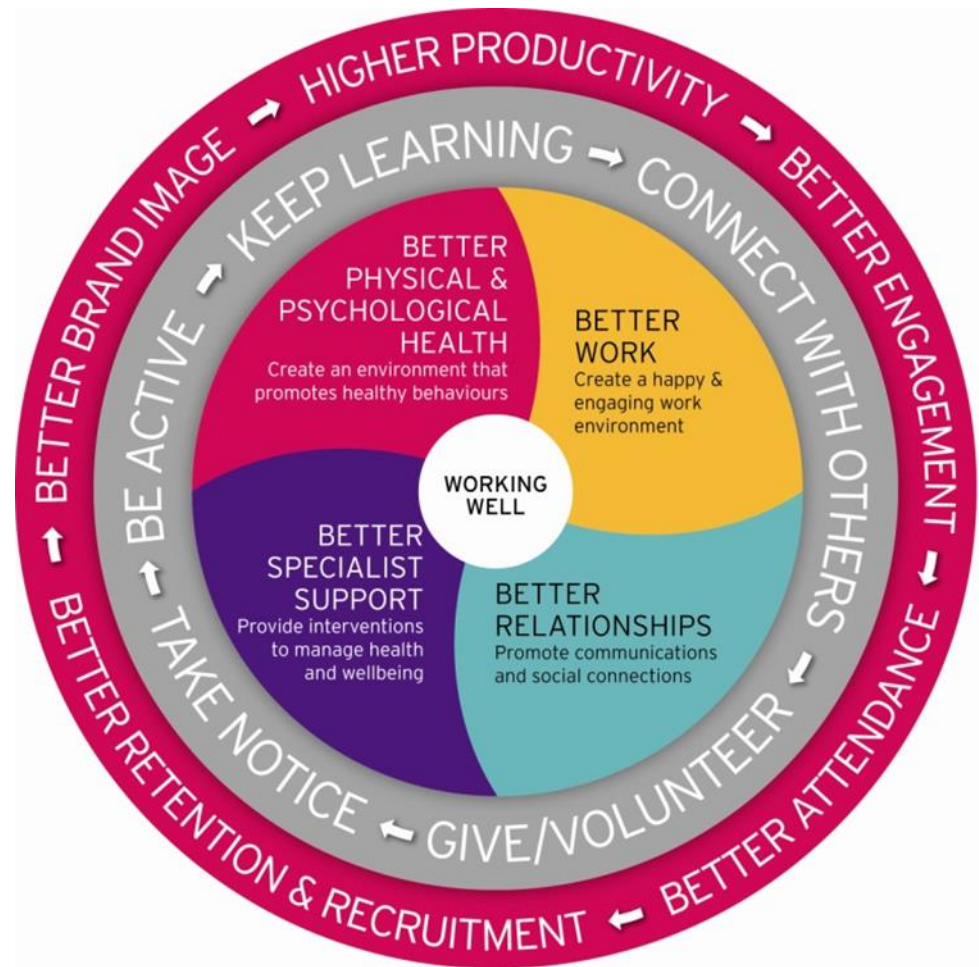 HIGHER PRODUCTIVITY
BETTER ENGAGEMENT
BETTER ATTENDANCE
BETTER RETENTION & RECRUITMENT
BETTER BRAND IMAGE
KEEP LEARNING
CONNECT WITH OTHERS
GIVE/VOLUNTEER
TAKE NOTICE
BE ACTIVE
BETTER
PHYSICAL &
PSYCHOLOGICAL
HEALTH
Create an environment that
promotes healthy behaviours
BETTER
WORK
Create a happy &
engaging work
environment
WORKING
WELL
BETTER
SPECIALIST
SUPPORT
Provide interventions
to manage health
and wellbeing
BETTER
RELATIONSHIPS
Promote communications
and social connections